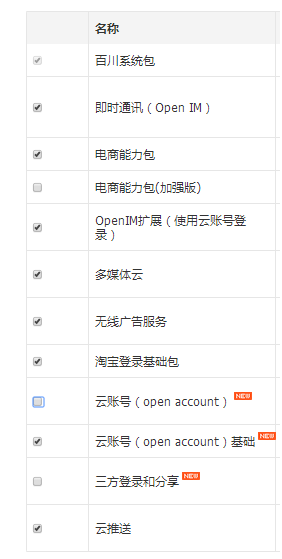 名称
百川系统包
即时通讯（Open IM）
电商能力包
电商能力包(加强版)
OpenIM扩展（使用云账号登
录）
多媒体云
无线广告服务
淘宝登录基础包
云账号（open account） NEW
云账号（open account）基础 NEW
三方登录和分享 NEW
云推送